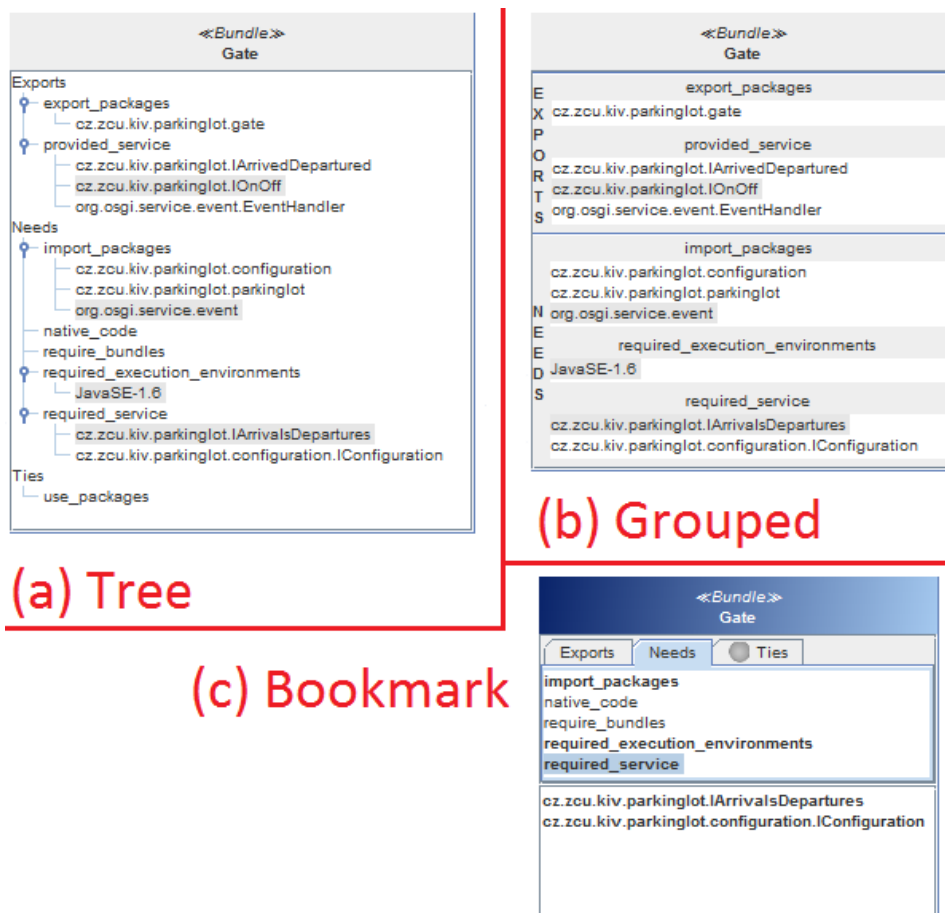 ≪Bundle≫
Gate
Exports
export_packages
cz.zcu.kiv.parkinglot.gate
provided_service
cz.zcu.kiv.parkinglot.IArrivedDepartured
cz.zcu.kiv.parkinglot.IOnOff
org.osgi.service.event.EventHandler
Needs
import_packages
cz.zcu.kiv.parkinglot.configuration
cz.zcu.kiv.parkinglot.parkinglot
org.osgi.service.event
native_code
require_bundles
required_execution_environments
JavaSE-1.6
required_service
cz.zcu.kiv.parkinglot.IArrivalsDepartures
cz.zcu.kiv.parkinglot.configuration.IConfiguration
Ties
use_packages
(a) Tree
≪Bundle≫
Gate
EXPORTS
export_packages
cz.zcu.kiv.parkinglot.gate
provided_service
cz.zcu.kiv.parkinglot.IArrivedDepartured
cz.zcu.kiv.parkinglot.IOnOff
org.osgi.service.event.EventHandler
NEEDS
import_packages
cz.zcu.kiv.parkinglot.configuration
cz.zcu.kiv.parkinglot.parkinglot
org.osgi.service.event
required_execution_environments
JavaSE-1.6
required_service
cz.zcu.kiv.parkinglot.IArrivalsDepartures
cz.zcu.kiv.parkinglot.configuration.IConfiguration
(b) Grouped
(c) Bookmark
≪Bundle≫
Gate
Exports Needs Ties
import_packages
native_code
require_bundles
required_execution_environments
required_service
cz.zcu.kiv.parkinglot.IArrivalsDepartures
cz.zcu.kiv.parkinglot.configuration.IConfiguration